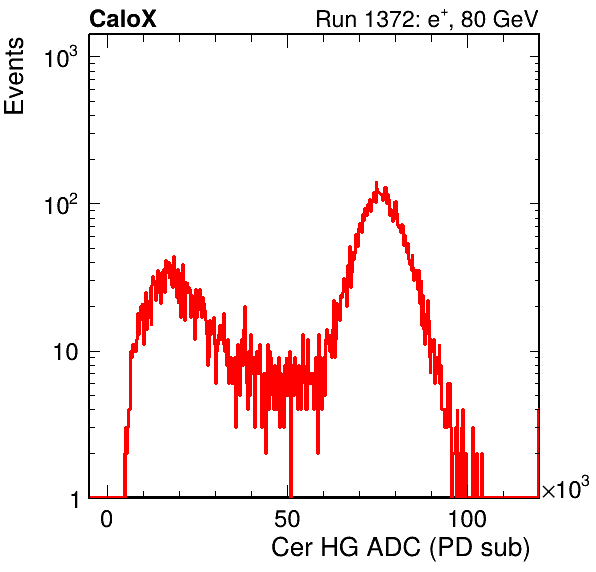 CaloX Run 1372: e⁺, 80 GeV
Events
10³
10²
10
1
0 50 100 ×10³
Cer HG ADC (PD sub)